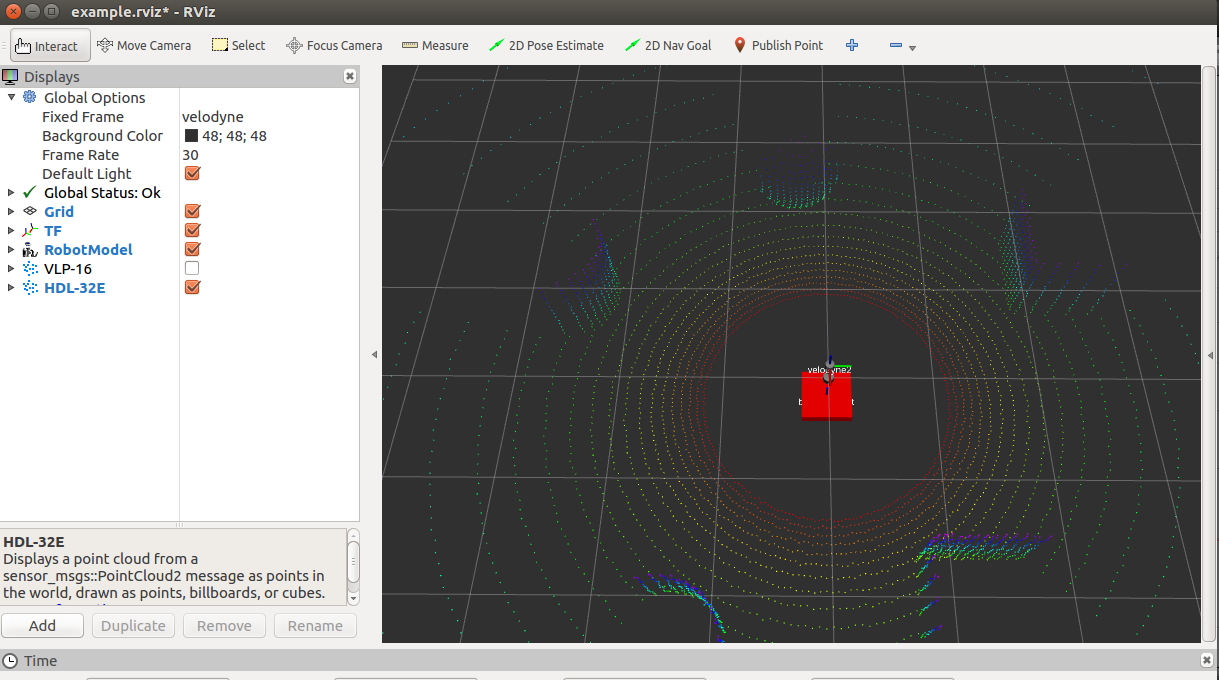 example.rviz* - RViz
Interact Move Camera Select Focus Camera Measure 2D Pose Estimate 2D Nav Goal Publish Point
Displays
Global Options
Fixed Frame velodyne
Background Color 48; 48; 48
Frame Rate 30
Default Light
Global Status: Ok
Grid
TF
RobotModel
VLP-16
HDL-32E
velodyne2
HDL-32E
Displays a point cloud from a
sensor_msgs::PointCloud2 message as points in
the world, drawn as points, billboards, or cubes.
Add Duplicate Remove Rename
Time